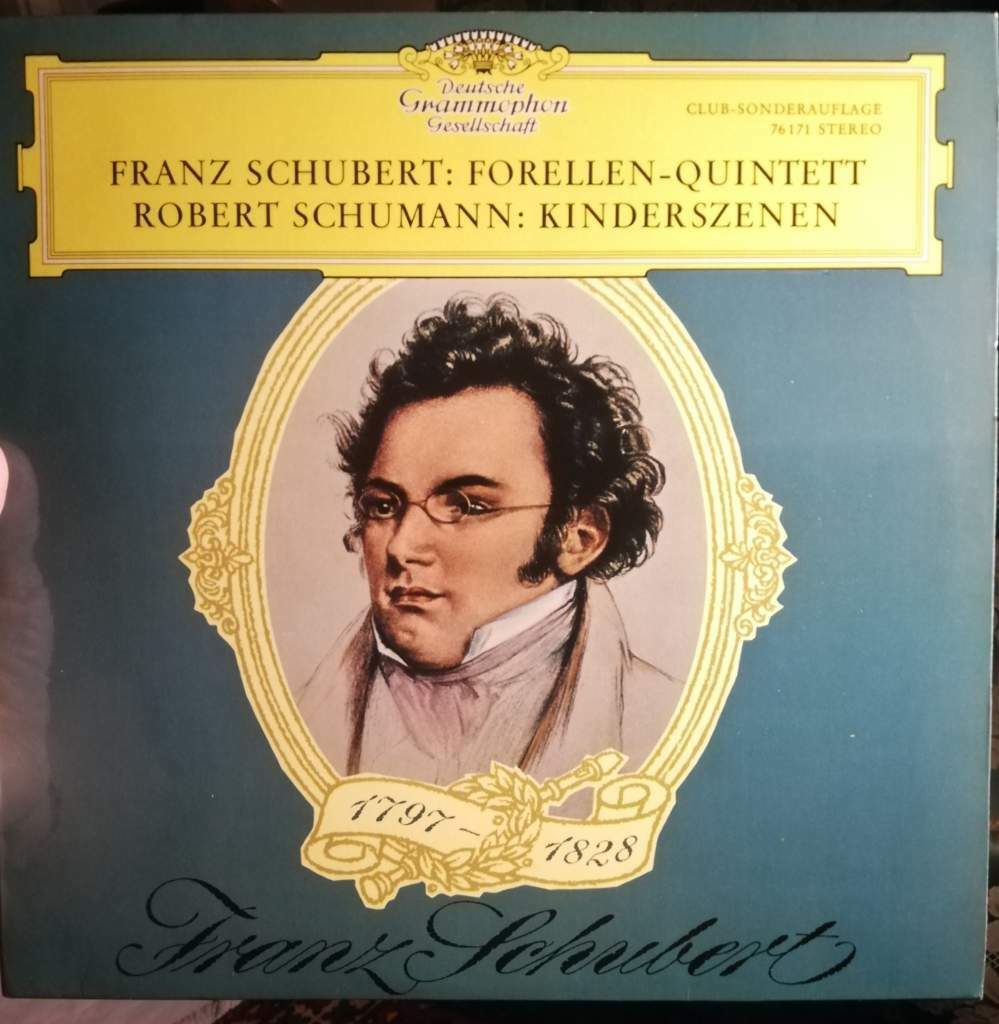 Deutsche
Grammophon
Gesellschaft
CLUB-SONDERAUFLAGE
76171 STEREO
FRANZ SCHUBERT: FORELLEN-QUINTETT
ROBERT SCHUMANN: KINDERSZENEN
1797-
1828
Franz Schubert